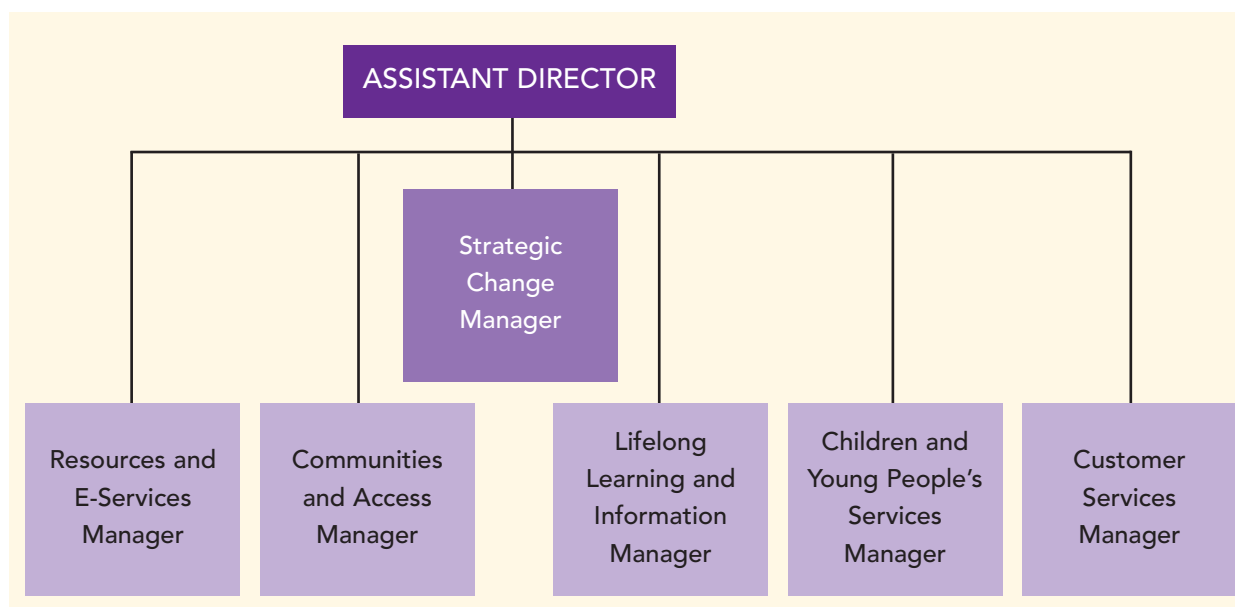 ASSISTANT DIRECTOR
Strategic
Change
Manager
Resources and
E-Services
Manager
Communities
and Access
Manager
Lifelong
Learning and
Information
Manager
Children and
Young People’s
Services
Manager
Customer
Services
Manager